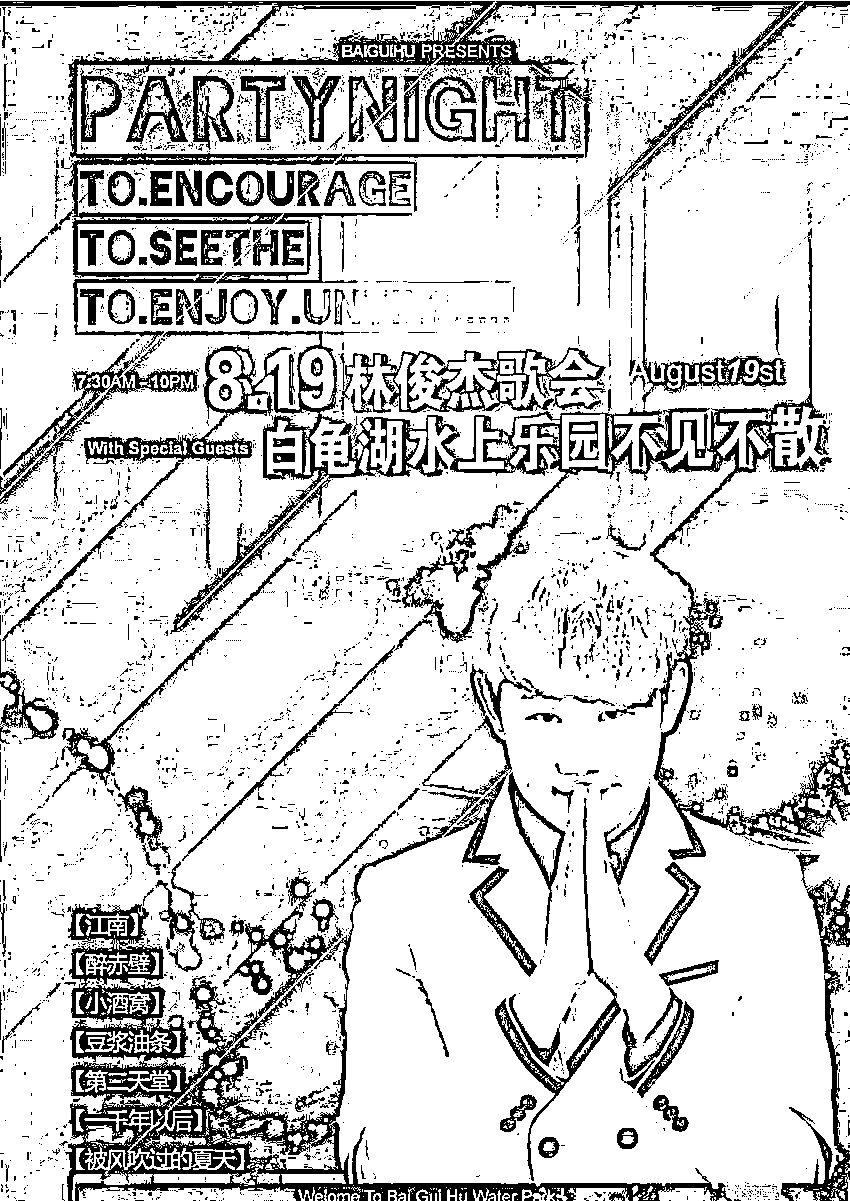 BAIGUIHU PRESENTS
PARTYNIGHT
TO.ENCOURAGE
TO.SEETHE
TO.ENJOY.UN
7:30AM - 10PM
8.19林俊杰歌会
August19st
With Special Guests
白龟湖水上乐园不见不散
【江南】
【醉赤壁】
【小酒窝】
【豆浆油条】
【第二天堂】
【一千年以后】
【被风吹过的夏天】
Welome To Bai Gui Hu Water Park!